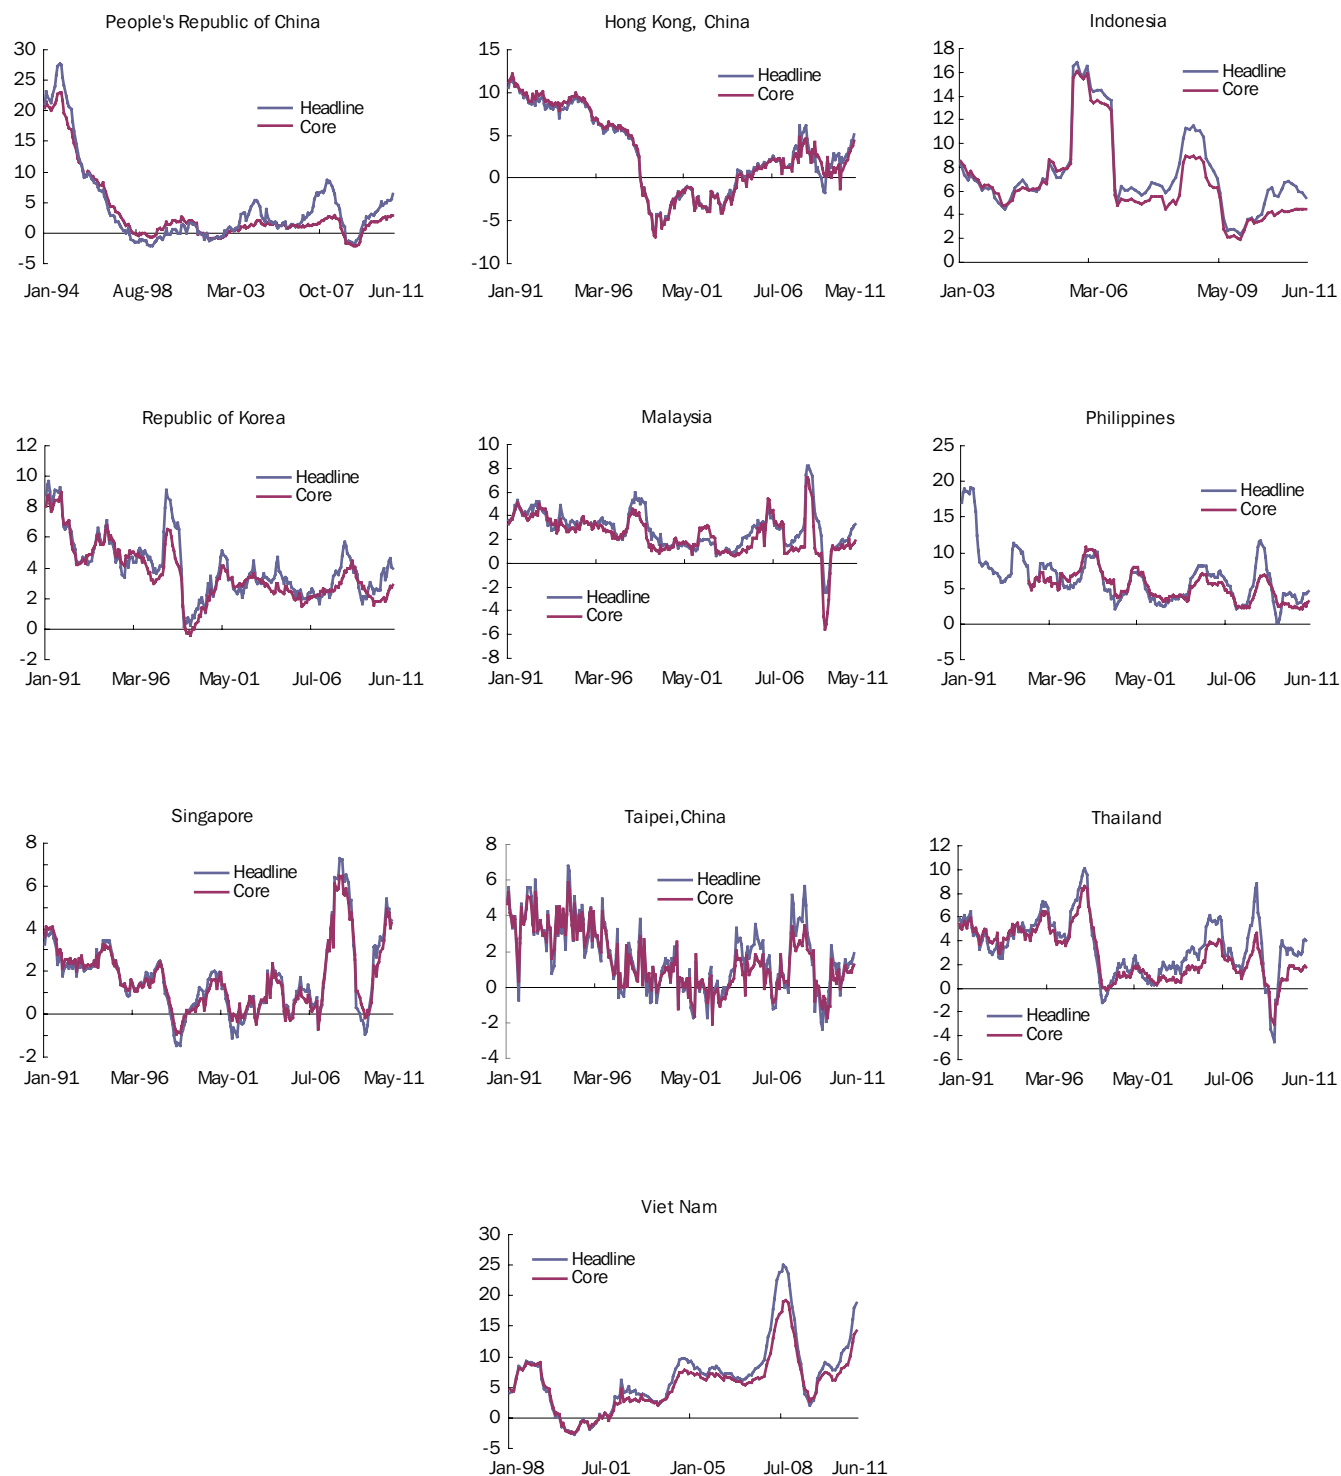 People's Republic of China
30
25
20
15
10
5
0
-5
Headline
Core
Jan-94 Aug-98 Mar-03 Oct-07 Jun-11
Hong Kong, China
15
10
5
0
-5
-10
Headline
Core
Jan-91 Mar-96 May-01 Jul-06 May-11
Indonesia
18
16
14
12
10
8
6
4
2
0
Headline
Core
Jan-03 Mar-06 May-09 Jun-11
Republic of Korea
12
10
8
6
4
2
0
-2
Headline
Core
Jan-91 Mar-96 May-01 Jul-06 Jun-11
Malaysia
10
8
6
4
2
0
-2
-4
-6
-8
Headline
Core
Jan-91 Mar-96 May-01 Jul-06 May-11
Philippines
25
20
15
10
5
0
-5
Headline
Core
Jan-91 Mar-96 May-01 Jul-06 Jun-11
Singapore
8
6
4
2
0
-2
Headline
Core
Jan-91 Mar-96 May-01 Jul-06 May-11
Taipei,China
8
6
4
2
0
-2
-4
Headline
Core
Jan-91 Mar-96 May-01 Jul-06 Jun-11
Thailand
12
10
8
6
4
2
0
-2
-4
-6
Headline
Core
Jan-91 Mar-96 May-01 Jul-06 Jun-11
Viet Nam
30
25
20
15
10
5
0
-5
Headline
Core
Jan-98 Jul-01 Jan-05 Jul-08 Jun-11